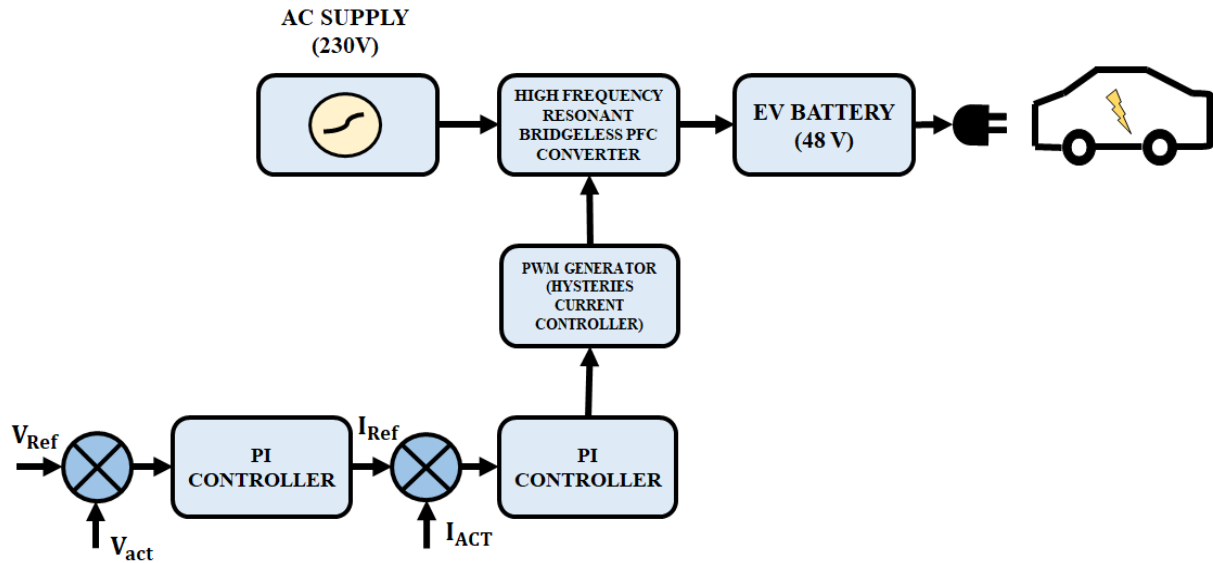 AC SUPPLY
(230V)
HIGH FREQUENCY
RESONANT
BRIDGELESS PFC
CONVERTER
EV BATTERY
(48 V)
PWM GENERATOR
(HYSTERIES
CURRENT
CONTROLLER)
V_Ref
PI
CONTROLLER
I_Ref
PI
CONTROLLER
V_act
I_ACT